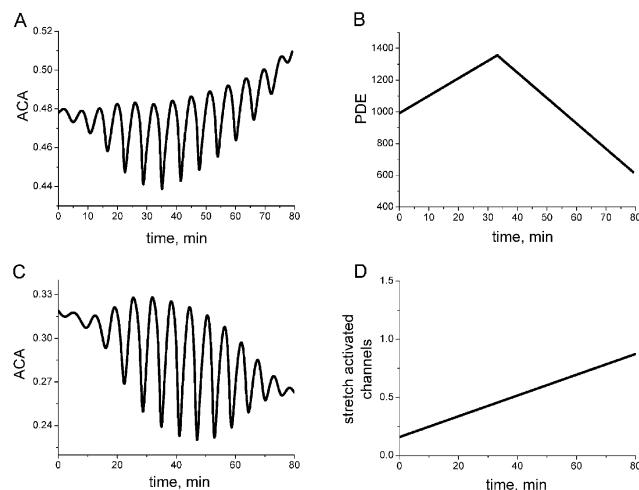 A
0.52
0.50
0.48
0.46
0.44
ACA
0 10 20 30 40 50 60 70 80
time, min
B
1400
1200
1000
800
600
400
PDE
0 10 20 30 40 50 60 70 80
time, min
C
0.33
0.30
0.27
0.24
ACA
0 20 40 60 80
time, min
D
1.5
1.0
0.5
0.0
stretch activated
channels
0 20 40 60 80
time, min